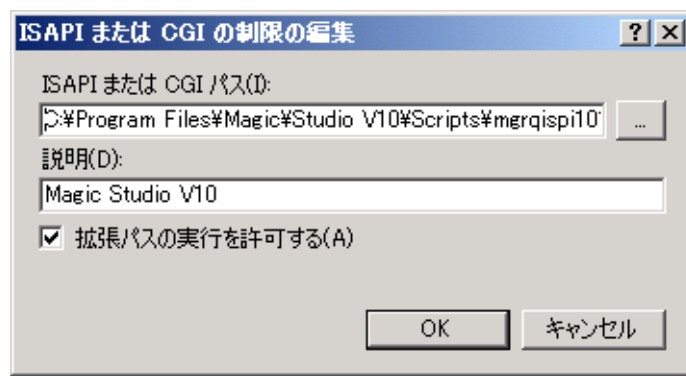 ISAPI または CGI の制限の編集
ISAPI または CGI パス(I):
C:¥Program Files¥Magic¥Studio V10¥Scripts¥mgrqispi10
...
説明(D):
Magic Studio V10
拡張パスの実行を許可する(A)
OK
キャンセル